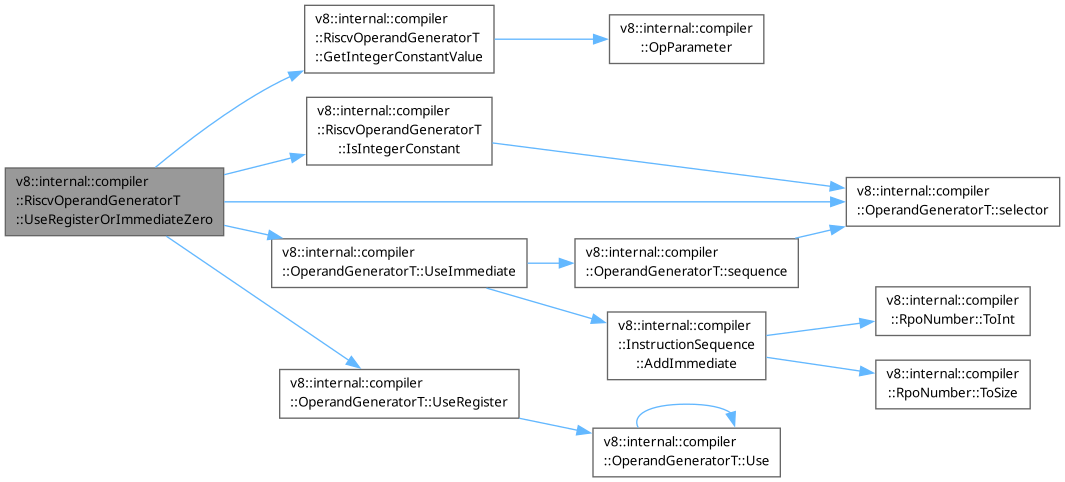 v8::internal::compiler
::RiscvOperandGeneratorT
::GetIntegerConstantValue
v8::internal::compiler
::OpParameter
v8::internal::compiler
::RiscvOperandGeneratorT
::IsIntegerConstant
v8::internal::compiler
::RiscvOperandGeneratorT
::UseRegisterOrImmediateZero
v8::internal::compiler
::OperandGeneratorT::selector
v8::internal::compiler
::OperandGeneratorT::UseImmediate
v8::internal::compiler
::OperandGeneratorT::sequence
v8::internal::compiler
::RpoNumber::ToInt
v8::internal::compiler
::InstructionSequence
::AddImmediate
v8::internal::compiler
::RpoNumber::ToSize
v8::internal::compiler
::OperandGeneratorT::UseRegister
v8::internal::compiler
::OperandGeneratorT::Use